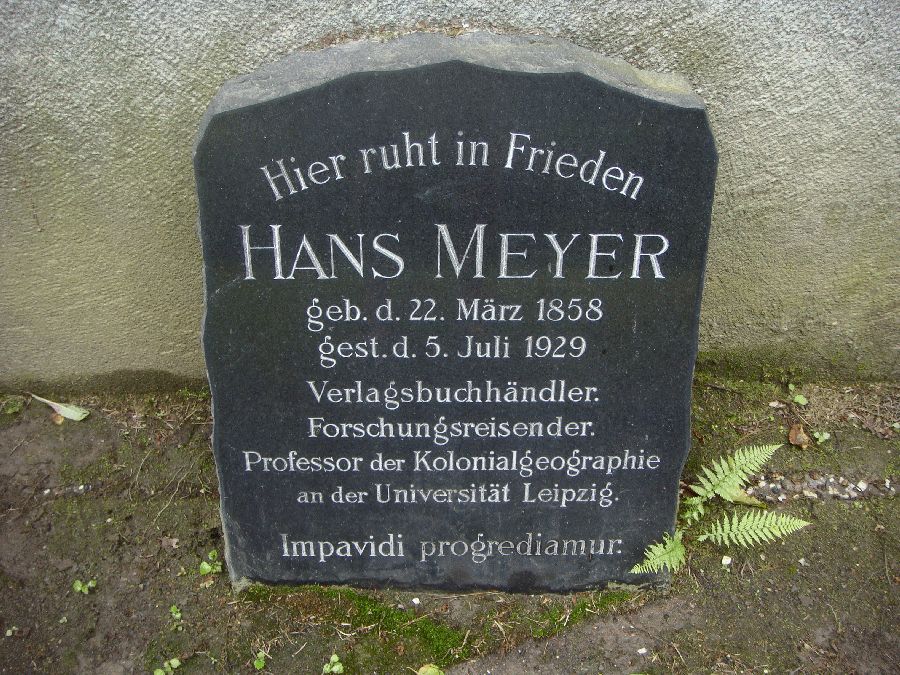 Hier ruht in Frieden
HANS MEYER
geb. d. 22. März 1858
gest. d. 5. Juli 1929
Verlagsbuchhändler.
Forschungsreisender.
Professor der Kolonialgeographie
an der Universität Leipzig.
Impavidi progrediamur.